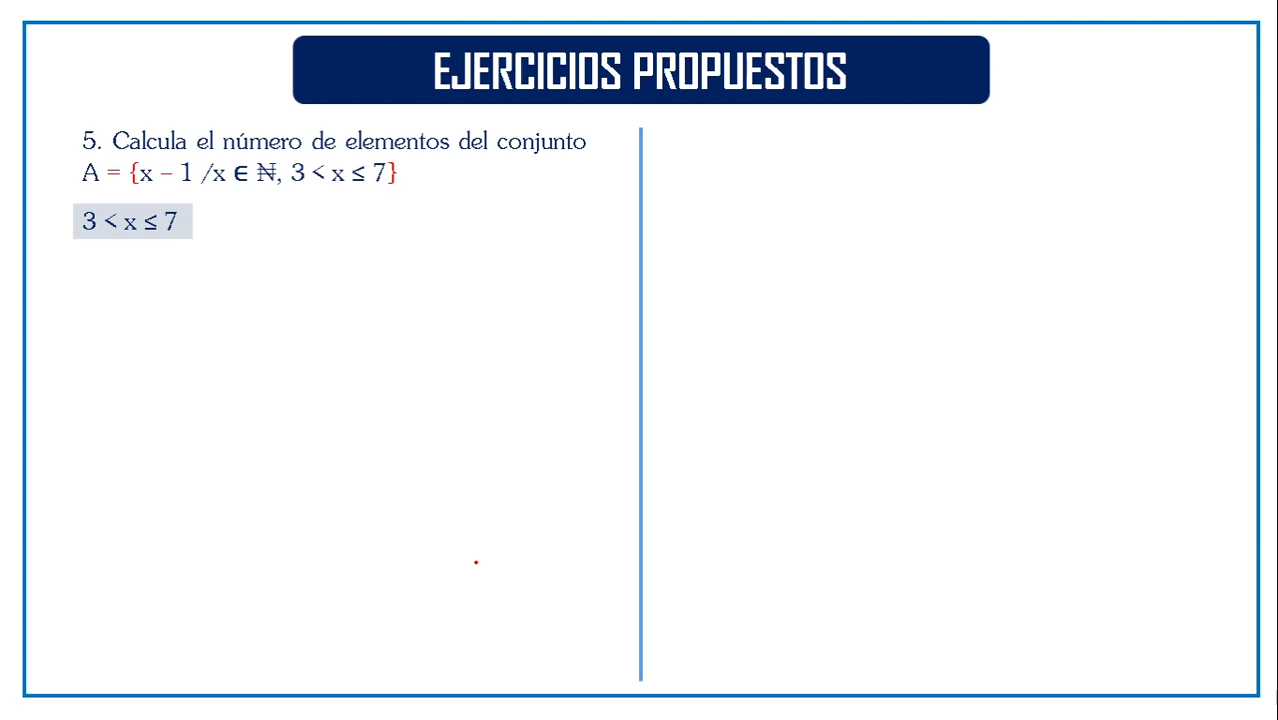 EJERCICIOS PROPUESTOS
5. Calcula el número de elementos del conjunto
A = {x – 1 /x ∈ ℕ, 3 < x ≤ 7}
3 < x ≤ 7